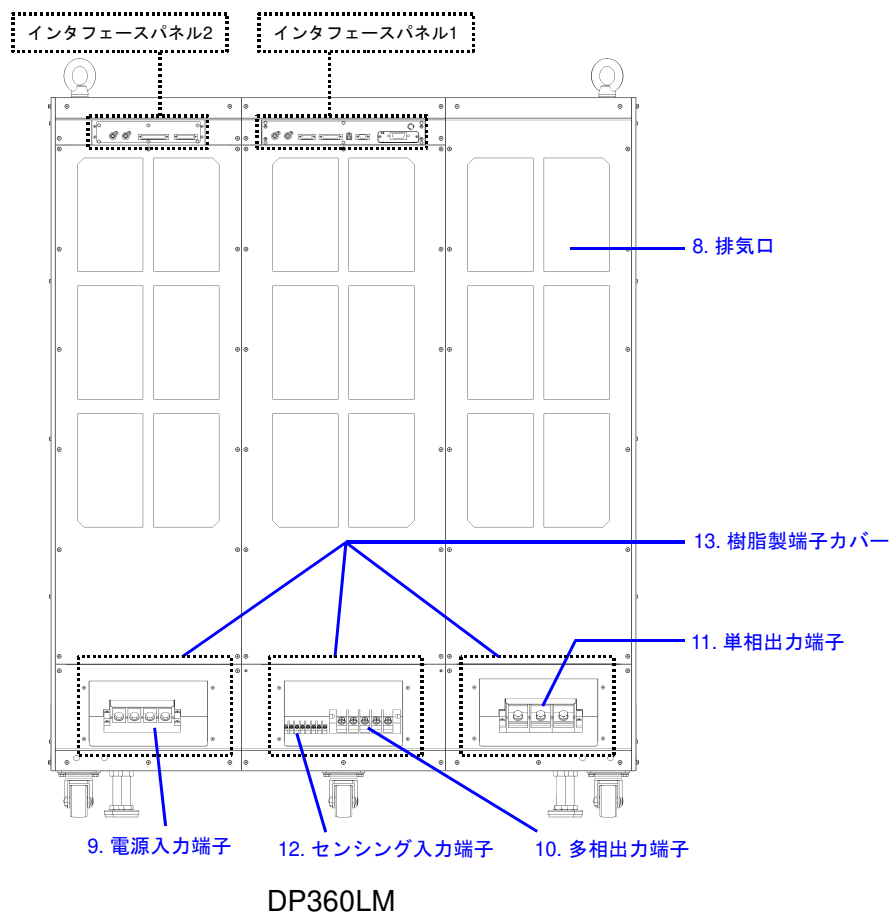 インタフェースパネル2
インタフェースパネル1
8. 排気口
13. 樹脂製端子カバー
11. 単相出力端子
9. 電源入力端子
12. センシング入力端子
10. 多相出力端子
DP360LM